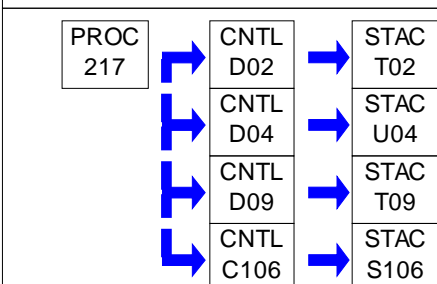 PROC CNTL STAC
217 D02 T02
CNTL STAC
D04 U04
CNTL STAC
D09 T09
CNTL STAC
C106 S106